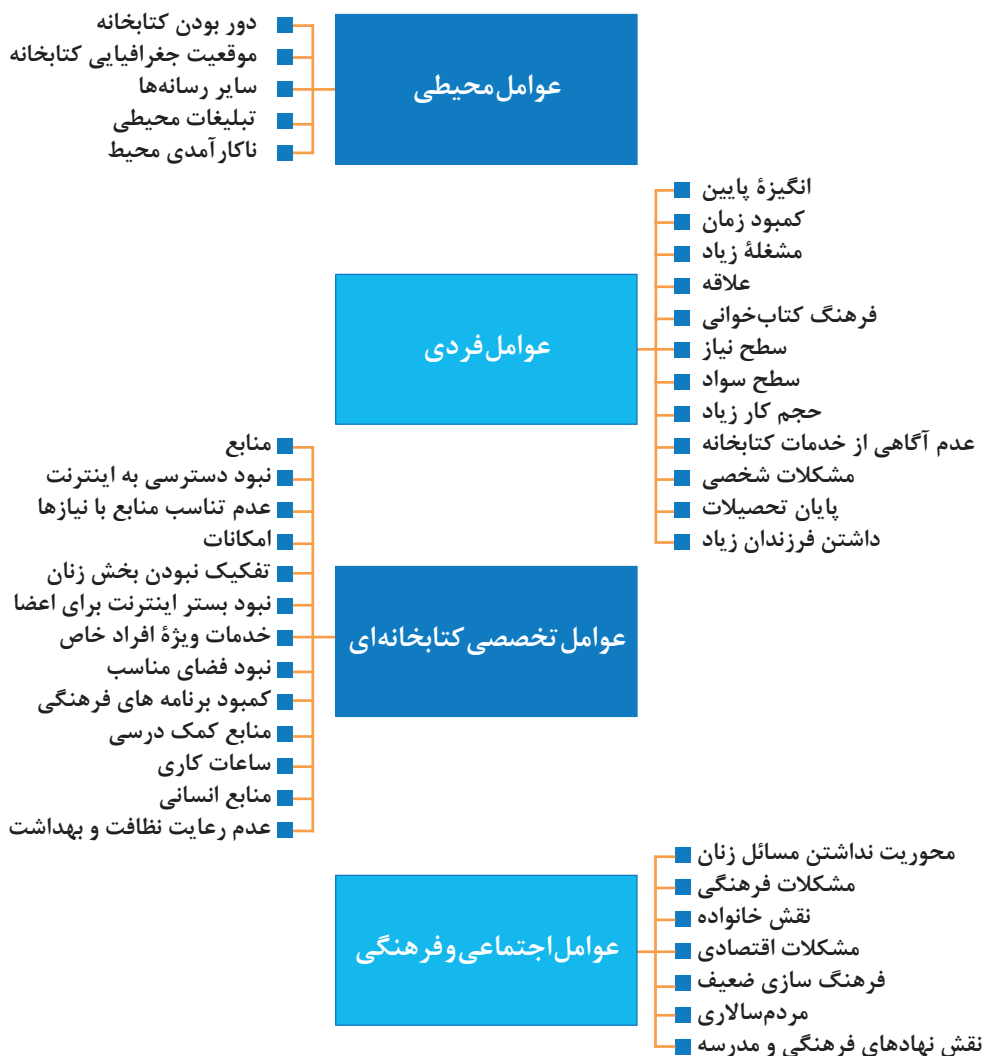 عوامل محیطی
دور بودن کتابخانه
موقعیت جغرافیایی کتابخانه
سایر رسانه‌ها
تبلیغات محیطی
ناکارآمدی محیط
عوامل فردی
انگیزۀ پایین
کمبود زمان
مشغلۀ زیاد
علاقه
فرهنگ کتاب‌خوانی
سطح نیاز
سطح سواد
حجم کار زیاد
عدم آگاهی از خدمات کتابخانه
مشکلات شخصی
پایان تحصیلات
داشتن فرزندان زیاد
عوامل تخصصی کتابخانه‌ای
منابع
نبود دسترسی به اینترنت
عدم تناسب منابع با نیازها
امکانات
تفکیک نبودن بخش زنان
نبود بستر اینترنت برای اعضا
خدمات ویژۀ افراد خاص
نبود فضای مناسب
کمبود برنامه های فرهنگی
منابع کمک درسی
ساعات کاری
منابع انسانی
عدم رعایت نظافت و بهداشت
عوامل اجتماعی و فرهنگی
محوریت نداشتن مسائل زنان
مشکلات فرهنگی
نقش خانواده
مشکلات اقتصادی
فرهنگ سازی ضعیف
مردم‌سالاری
نقش نهادهای فرهنگی و مدرسه